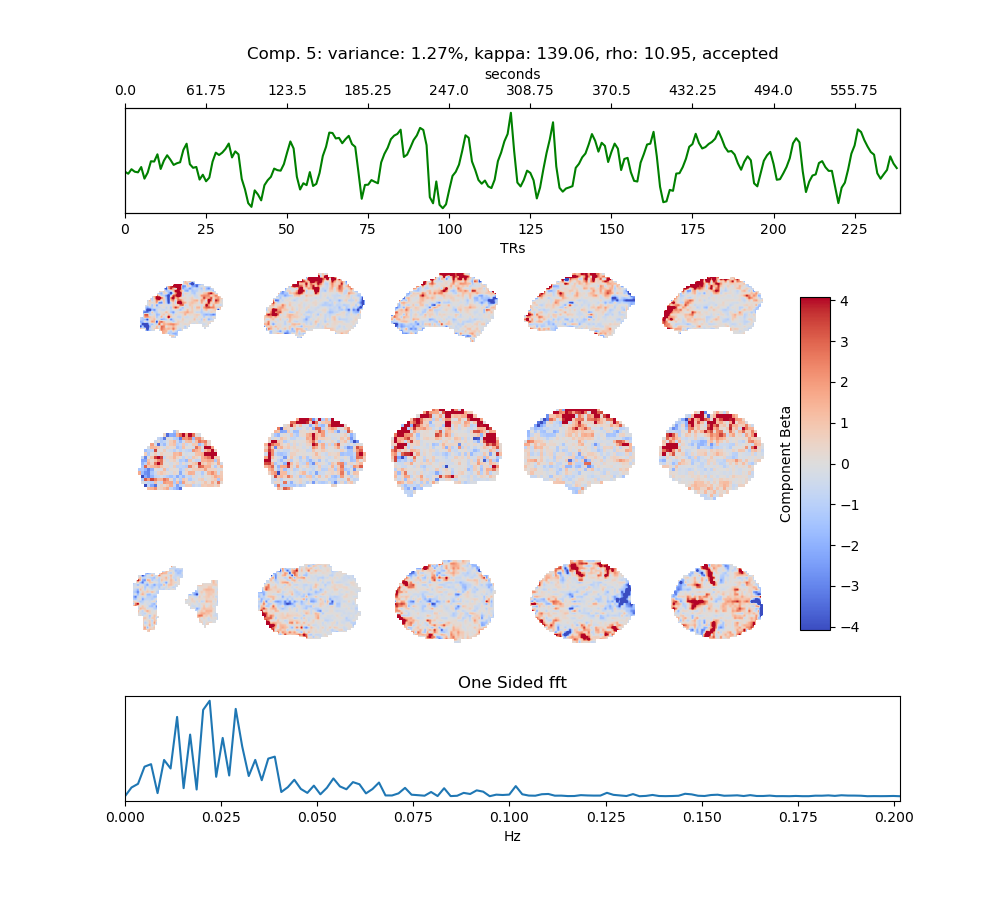 Comp. 5: variance: 1.27%, kappa: 139.06, rho: 10.95, accepted
seconds
0.0 61.75 123.5 185.25 247.0 308.75 370.5 432.25 494.0 555.75
0 25 50 75 100 125 150 175 200 225
TRs
4
3
2
1
0
−1
−2
−3
−4
Component Beta
One Sided fft
0.000 0.025 0.050 0.075 0.100 0.125 0.150 0.175 0.200
Hz